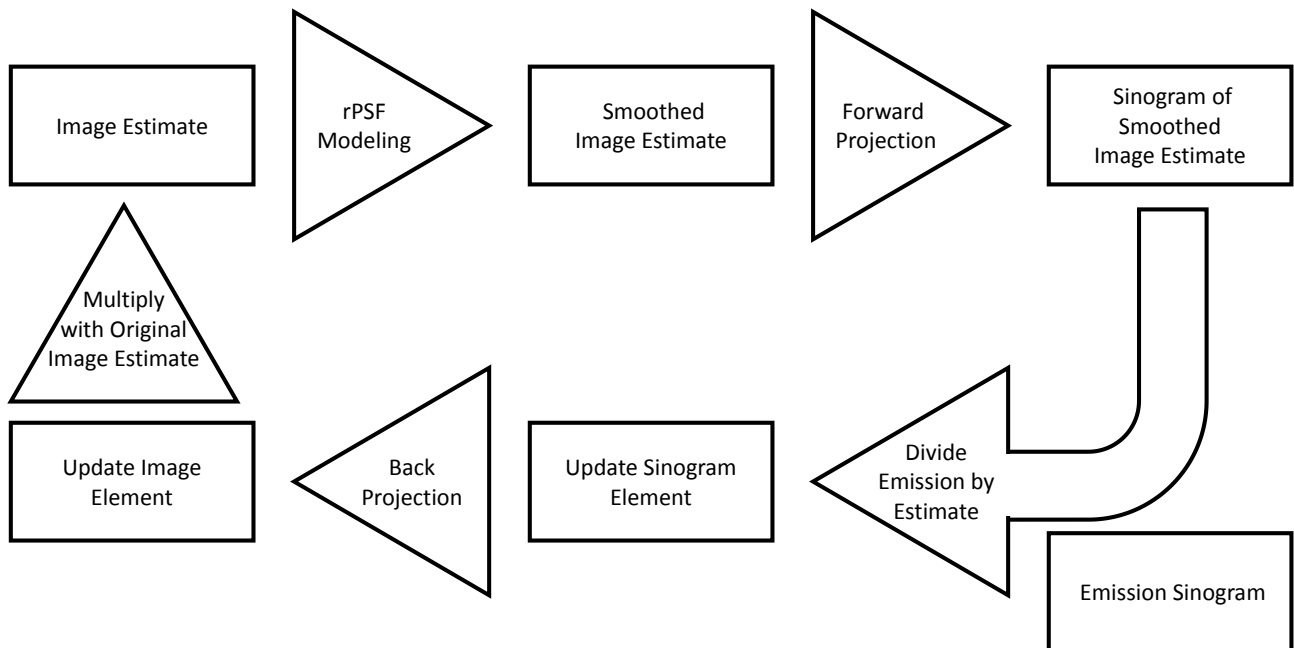 Image Estimate
rPSF
Modeling
Smoothed
Image Estimate
Forward
Projection
Sinogram of
Smoothed
Image Estimate
Multiply
with Original
Image Estimate
Update Image
Element
Back
Projection
Update Sinogram
Element
Divide
Emission by
Estimate
Emission Sinogram